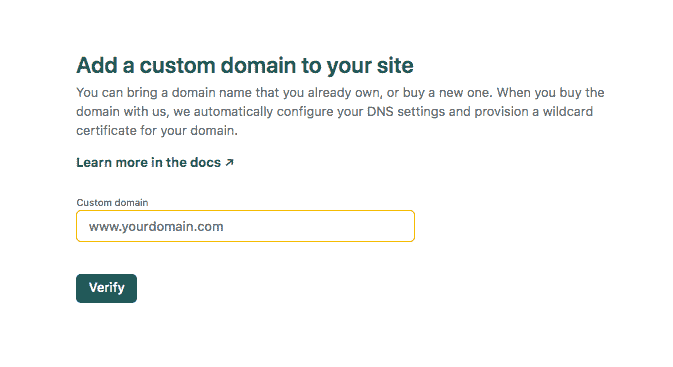 Add a custom domain to your site
You can bring a domain name that you already own, or buy a new one. When you buy the
domain with us, we automatically configure your DNS settings and provision a wildcard
certificate for your domain.
Learn more in the docs ↗
Custom domain
www.yourdomain.com
Verify